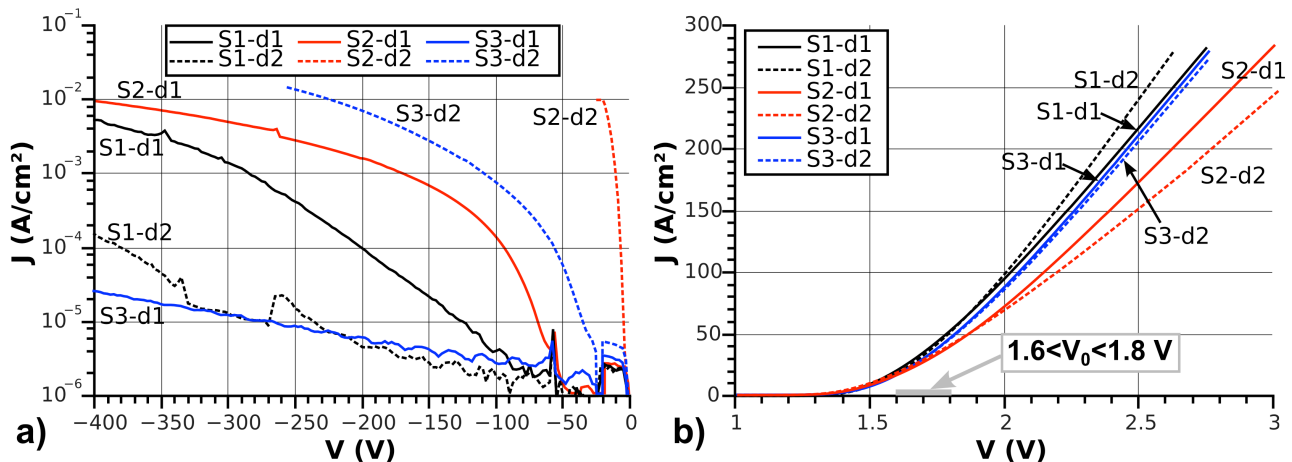 J (A/cm²)
10⁻¹
10⁻²
10⁻³
10⁻⁴
10⁻⁵
10⁻⁶
S1-d1 S2-d1 S3-d1
S1-d2 S2-d2 S3-d2
S2-d1
S1-d1
S3-d2
S2-d2
S1-d2
S3-d1
−400 −350 −300 −250 −200 −150 −100 −50 0
V (V)
a)
J (A/cm²)
300
250
200
150
100
50
0
S1-d1
S1-d2
S2-d1
S2-d2
S3-d1
S3-d2
S1-d2
S2-d1
S1-d1
S3-d1
S2-d2
S3-d2
1.6<V₀<1.8 V
1 1.5 2 2.5 3
V (V)
b)